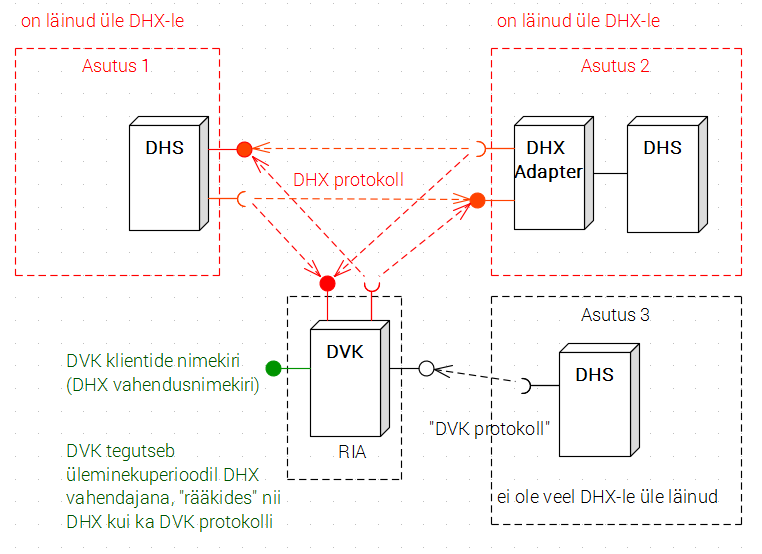 on läinud üle DHX-le
on läinud üle DHX-le
Asutus 1
Asutus 2
DHS
DHX
Adapter
DHS
DHX protokoll
Asutus 3
DVK
DHS
DVK klientide nimekiri
(DHX vahendusnimekiri)
"DVK protokoll"
RIA
DVK tegutseb
üleminekuperioodil DHX
vahendajana, "rääkides" nii
DHX kui ka DVK protokolli
ei ole veel DHX-le üle läinud